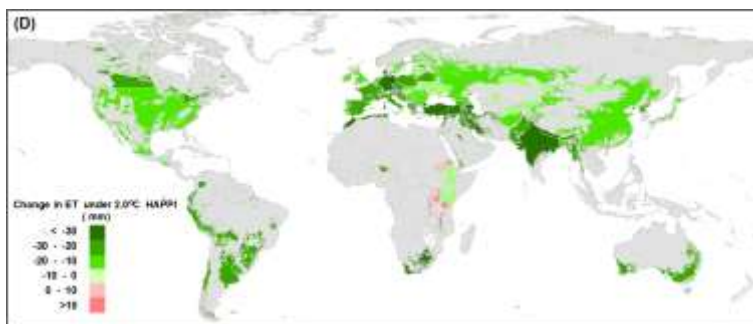 (D)
Change in ET under 2.0°C HAPPI
(mm)
< -30
-30 - -20
-20 - -10
-10 - 0
0 - 10
>10